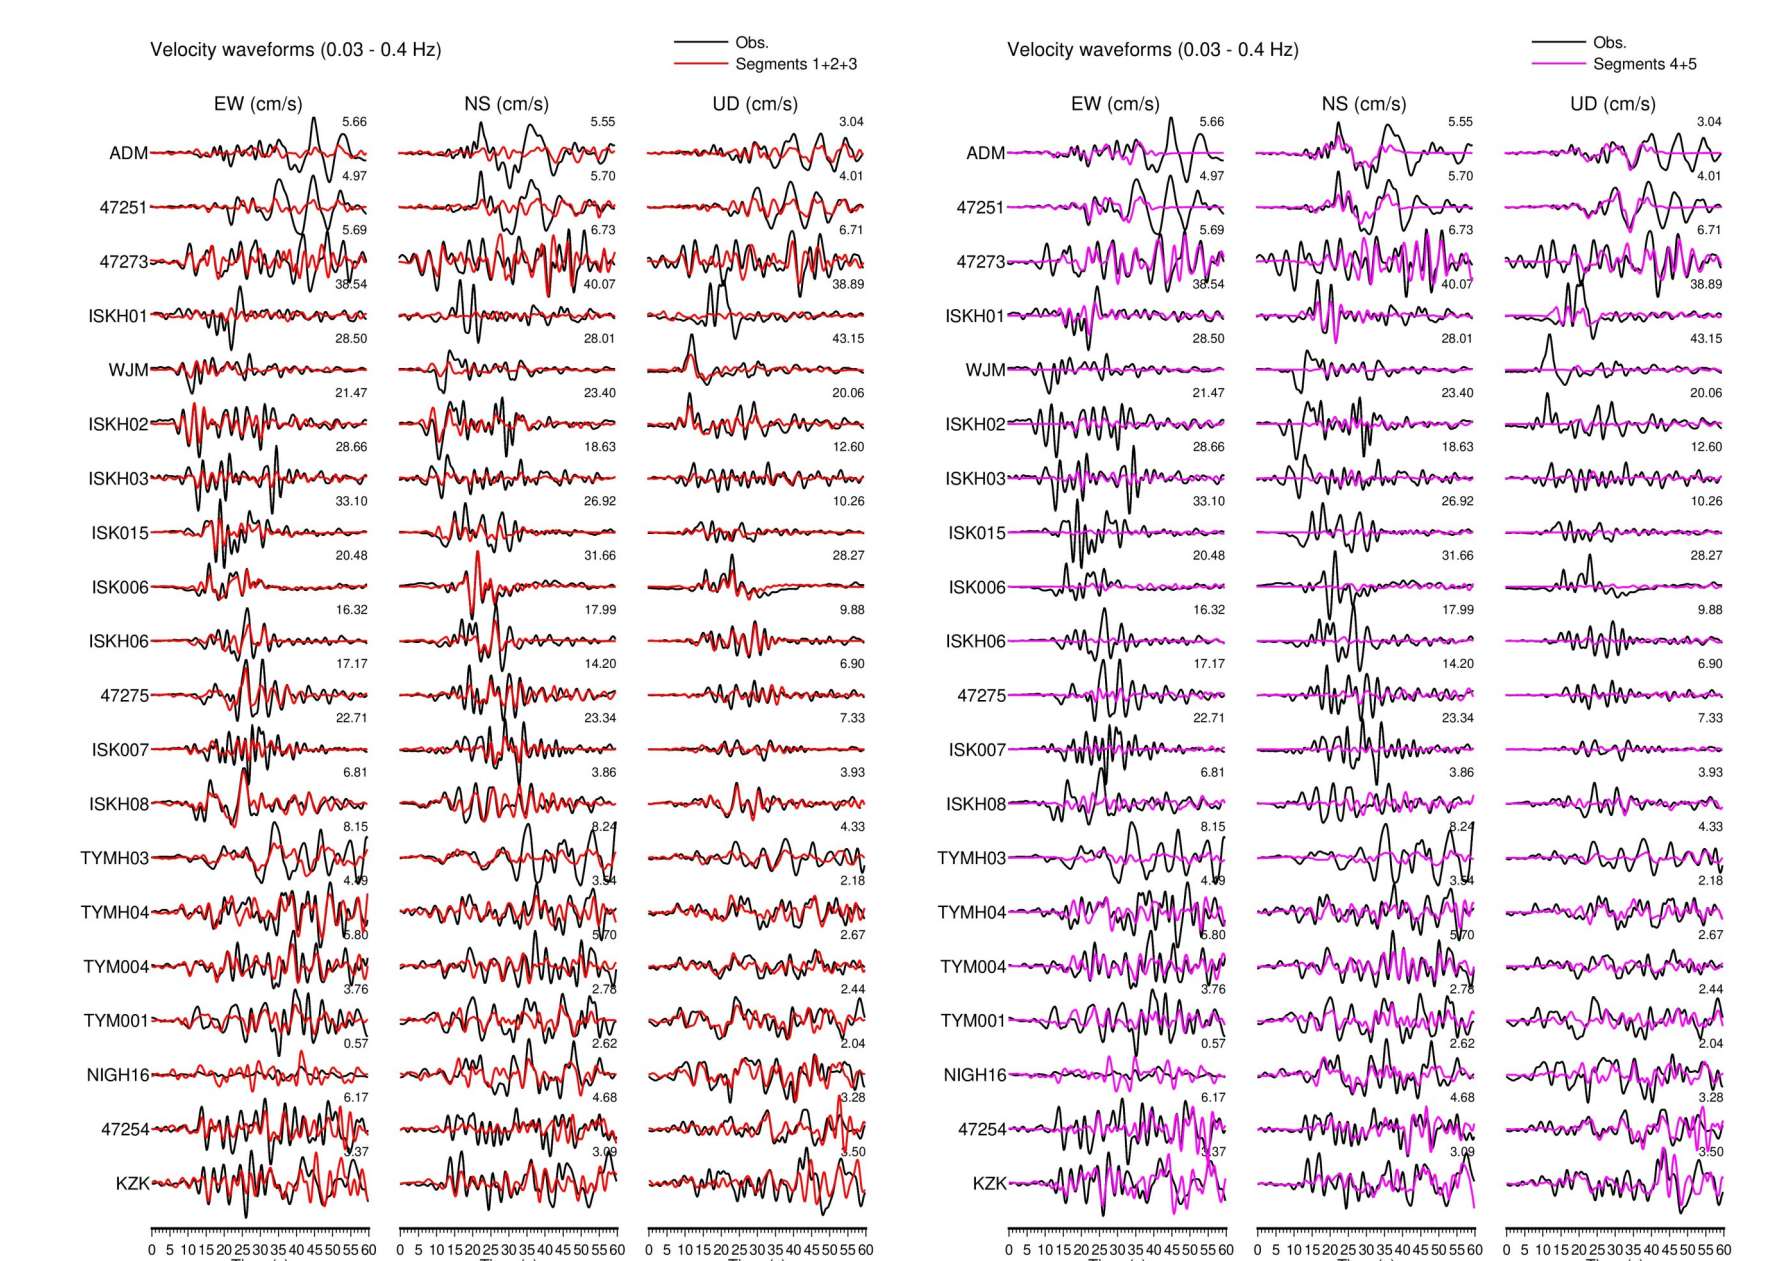 Velocity waveforms (0.03 - 0.4 Hz)
Obs.
Segments 1+2+3
EW (cm/s) NS (cm/s) UD (cm/s)
5.66 5.55 3.04
ADM
4.97 5.70 4.01
47251
5.69 6.73 6.71
47273
38.54 40.07 38.89
ISKH01
28.50 28.01 43.15
WJM
21.47 23.40 20.06
ISKH02
28.66 18.63 12.60
ISKH03
33.10 26.92 10.26
ISK015
20.48 31.66 28.27
ISK006
16.32 17.99 9.88
ISKH06
17.17 14.20 6.90
47275
22.71 23.34 7.33
ISK007
6.81 3.86 3.93
ISKH08
8.15 8.24 4.33
TYMH03
4.49 3.54 2.18
TYMH04
5.80 5.70 2.67
TYM004
3.76 2.78 2.44
TYM001
0.57 2.62 2.04
NIGH16
6.17 4.68 3.28
47254
3.37 3.09 3.50
KZK
0 5 10 15 20 25 30 35 40 45 50 55 60 0 5 10 15 20 25 30 35 40 45 50 55 60 0 5 10 15 20 25 30 35 40 45 50 55 60
Velocity waveforms (0.03 - 0.4 Hz)
Obs.
Segments 4+5
EW (cm/s) NS (cm/s) UD (cm/s)
5.66 5.55 3.04
ADM
4.97 5.70 4.01
47251
5.69 6.73 6.71
47273
38.54 40.07 38.89
ISKH01
28.50 28.01 43.15
WJM
21.47 23.40 20.06
ISKH02
28.66 18.63 12.60
ISKH03
33.10 26.92 10.26
ISK015
20.48 31.66 28.27
ISK006
16.32 17.99 9.88
ISKH06
17.17 14.20 6.90
47275
22.71 23.34 7.33
ISK007
6.81 3.86 3.93
ISKH08
8.15 8.24 4.33
TYMH03
4.49 3.54 2.18
TYMH04
5.80 5.70 2.67
TYM004
3.76 2.78 2.44
TYM001
0.57 2.62 2.04
NIGH16
6.17 4.68 3.28
47254
3.37 3.09 3.50
KZK
0 5 10 15 20 25 30 35 40 45 50 55 60 0 5 10 15 20 25 30 35 40 45 50 55 60 0 5 10 15 20 25 30 35 40 45 50 55 60